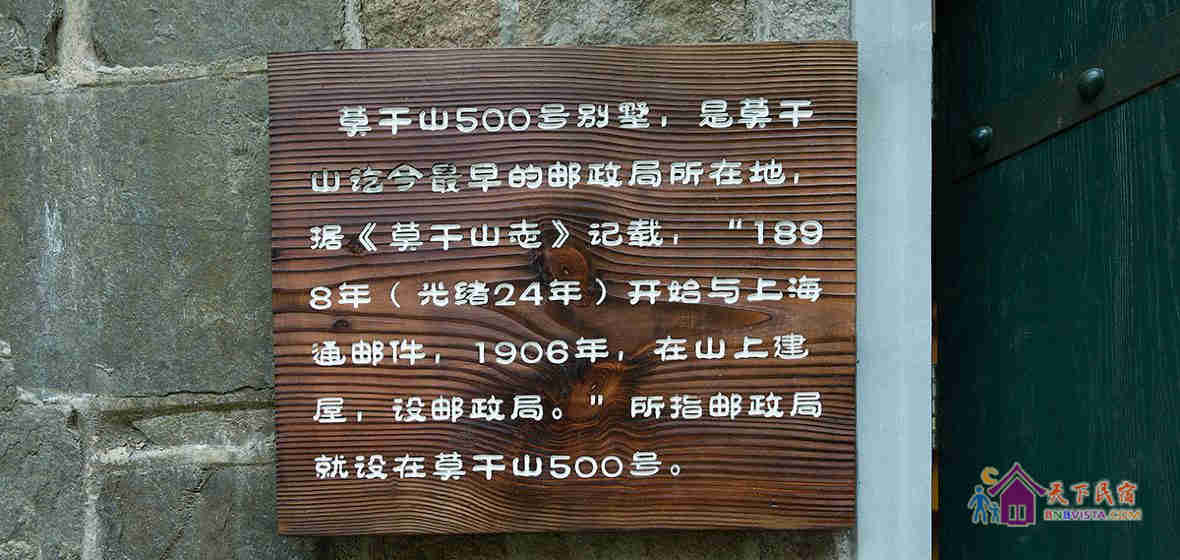 莫干山500号别墅，是莫干
山讫今最早的邮政局所在地，
据《莫干山志》记载，“189
8年（光绪24年）开始与上海
通邮件，1906年，在山上建
屋，设邮政局。"所指邮政局
就设在莫干山500号。
天下民宿
BNBVISTA.COM